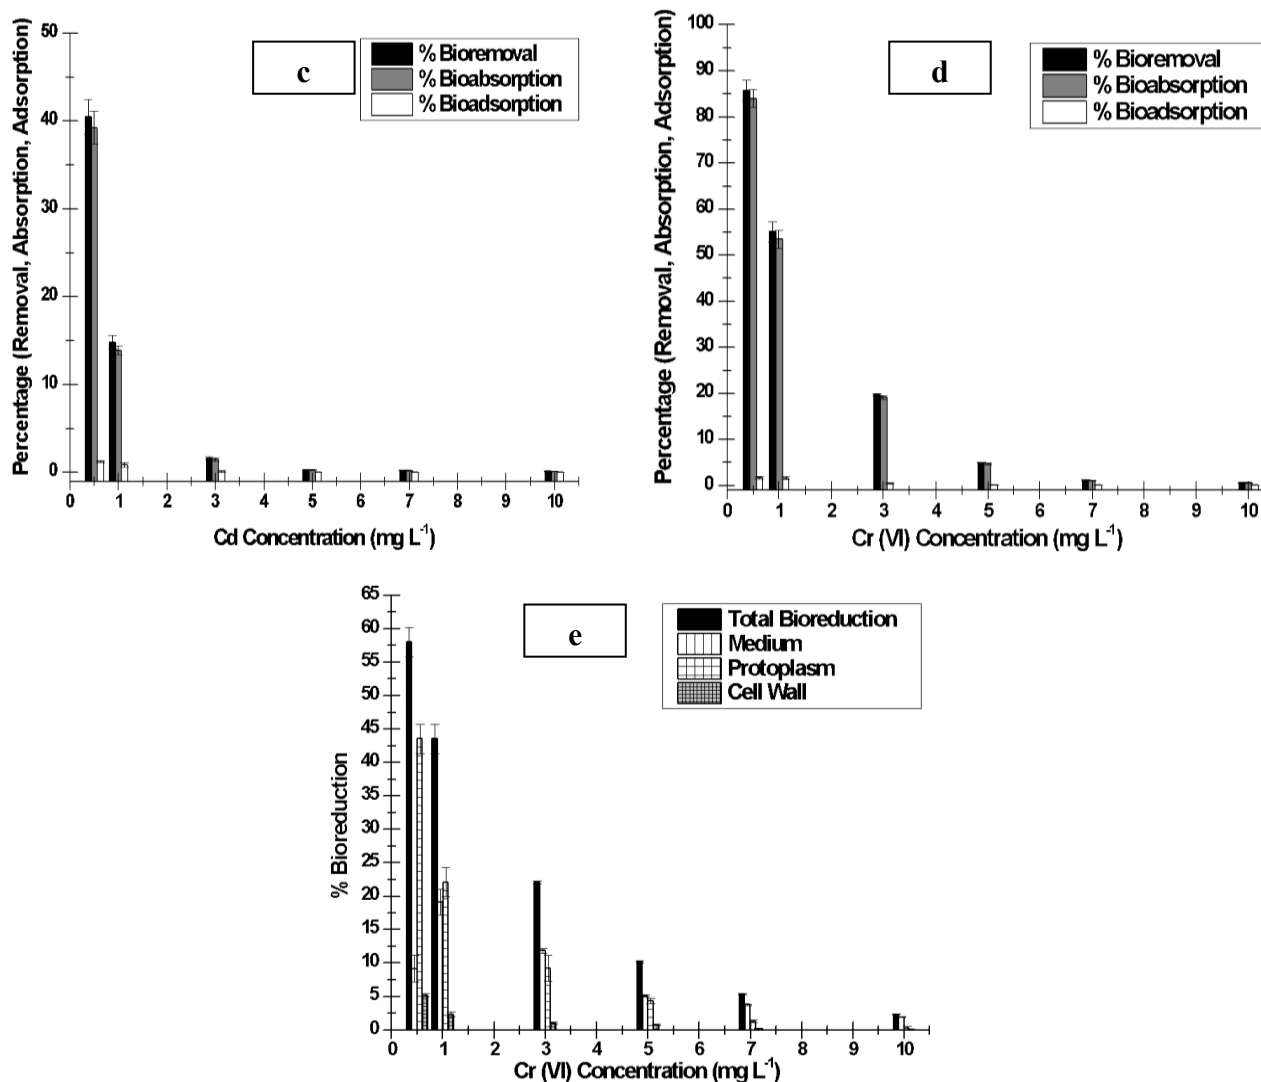 50
40
30
20
10
0
Percentage (Removal, Absorption, Adsorption)
c
% Bioremoval
% Bioabsorption
% Bioadsorption
0 1 2 3 4 5 6 7 8 9 10
Cd Concentration (mg L-1)
100
90
80
70
60
50
40
30
20
10
0
Percentage (Removal, Absorption, Adsorption)
d
% Bioremoval
% Bioabsorption
% Bioadsorption
0 1 2 3 4 5 6 7 8 9 10
Cr (VI) Concentration (mg L-1)
65
60
55
50
45
40
35
30
25
20
15
10
5
0
% Bioreduction
e
Total Bioreduction
Medium
Protoplasm
Cell Wall
0 1 2 3 4 5 6 7 8 9 10
Cr (VI) Concentration (mg L-1)